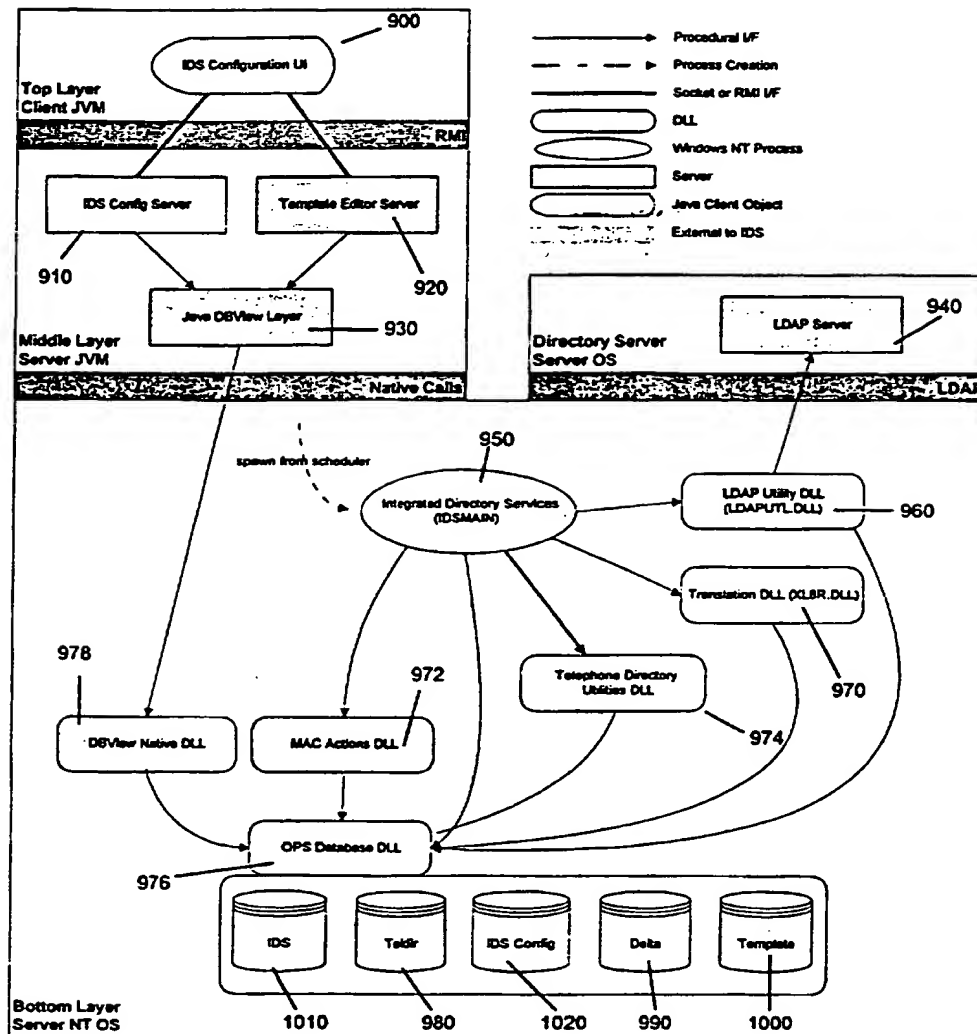 900
IDS Configuration UI
Top Layer
Client JVM
RMI
Procedural I/F
Process Creation
Socket or RMI I/F
DLL
Windows NT Process
Server
Java Client Object
External to IDS
IDS Config Server
Template Editor Server
910
920
Java DBView Layer
930
Middle Layer
Server JVM
Native Calls
LDAP Server
940
Directory Server
Server OS
LDAP
spawn from scheduler
950
Integrated Directory Services
(IDSMAIN)
LDAP Utility DLL
(LDAPUTL.DLL)
960
Translation DLL (XL8R.DLL)
970
978
972
Telephone Directory
Utilities DLL
974
DBView Native DLL
MAC Actions DLL
OPS Database DLL
976
IDS
Teldir
IDS Config
Delta
Template
Bottom Layer
Server NT OS
1010
980
1020
990
1000